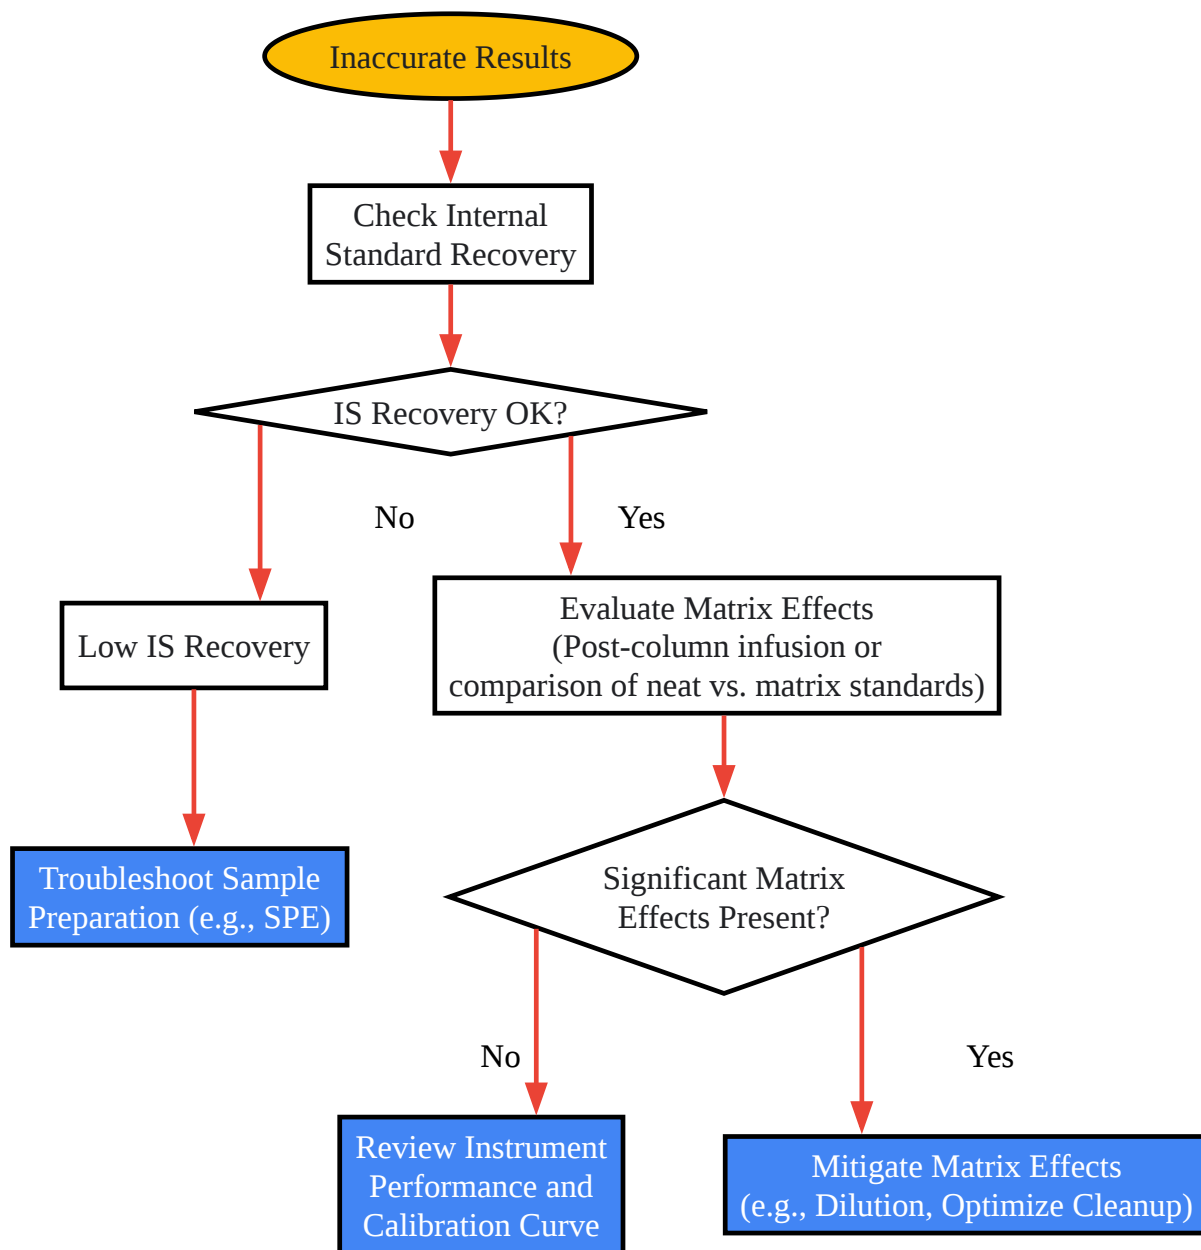 Inaccurate Results
Check Internal
Standard Recovery
IS Recovery OK?
No
Yes
Low IS Recovery
Evaluate Matrix Effects
(Post-column infusion or
comparison of neat vs. matrix standards)
Troubleshoot Sample
Preparation (e.g., SPE)
Significant Matrix
Effects Present?
No
Yes
Review Instrument
Performance and
Calibration Curve
Mitigate Matrix Effects
(e.g., Dilution, Optimize Cleanup)